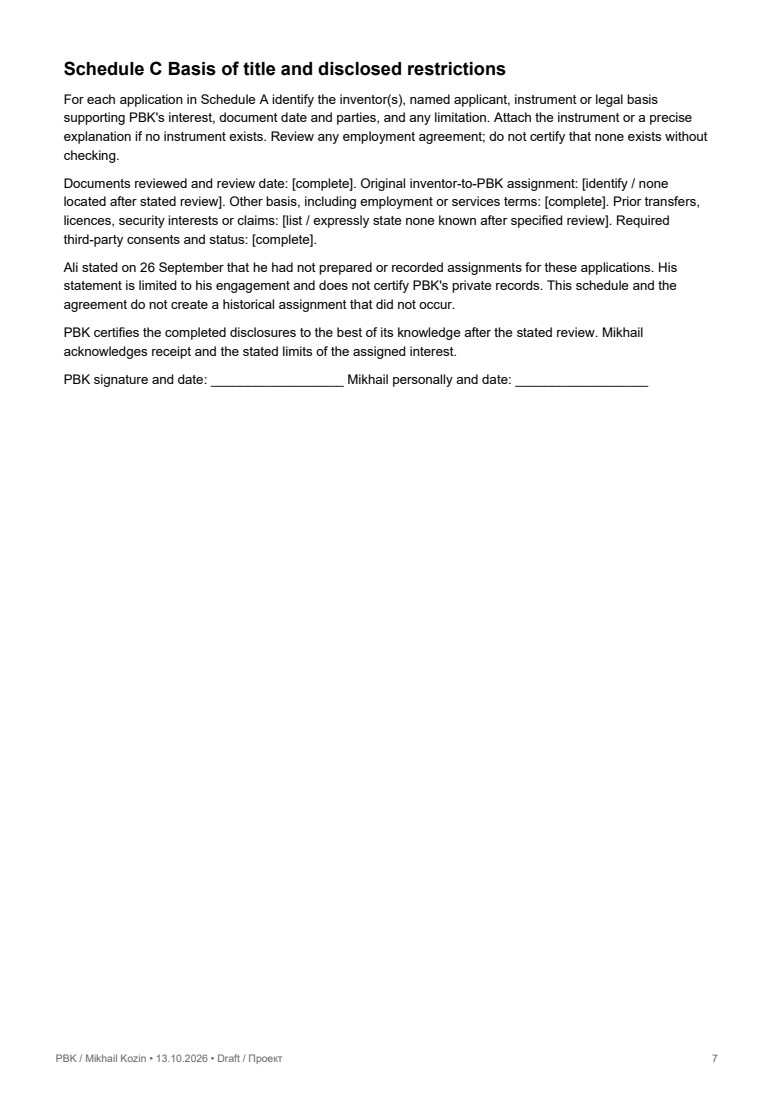 Schedule C Basis of title and disclosed restrictions
For each application in Schedule A identify the inventor(s), named applicant, instrument or legal basis
supporting PBK's interest, document date and parties, and any limitation. Attach the instrument or a precise
explanation if no instrument exists. Review any employment agreement; do not certify that none exists without
checking.
Documents reviewed and review date: [complete]. Original inventor-to-PBK assignment: [identify / none
located after stated review]. Other basis, including employment or services terms: [complete]. Prior transfers,
licences, security interests or claims: [list / expressly state none known after specified review]. Required
third-party consents and status: [complete].
Ali stated on 26 September that he had not prepared or recorded assignments for these applications. His
statement is limited to his engagement and does not certify PBK's private records. This schedule and the
agreement do not create a historical assignment that did not occur.
PBK certifies the completed disclosures to the best of its knowledge after the stated review. Mikhail
acknowledges receipt and the stated limits of the assigned interest.
PBK signature and date: __________________ Mikhail personally and date: __________________
PBK / Mikhail Kozin • 13.10.2026 • Draft / Проект
7